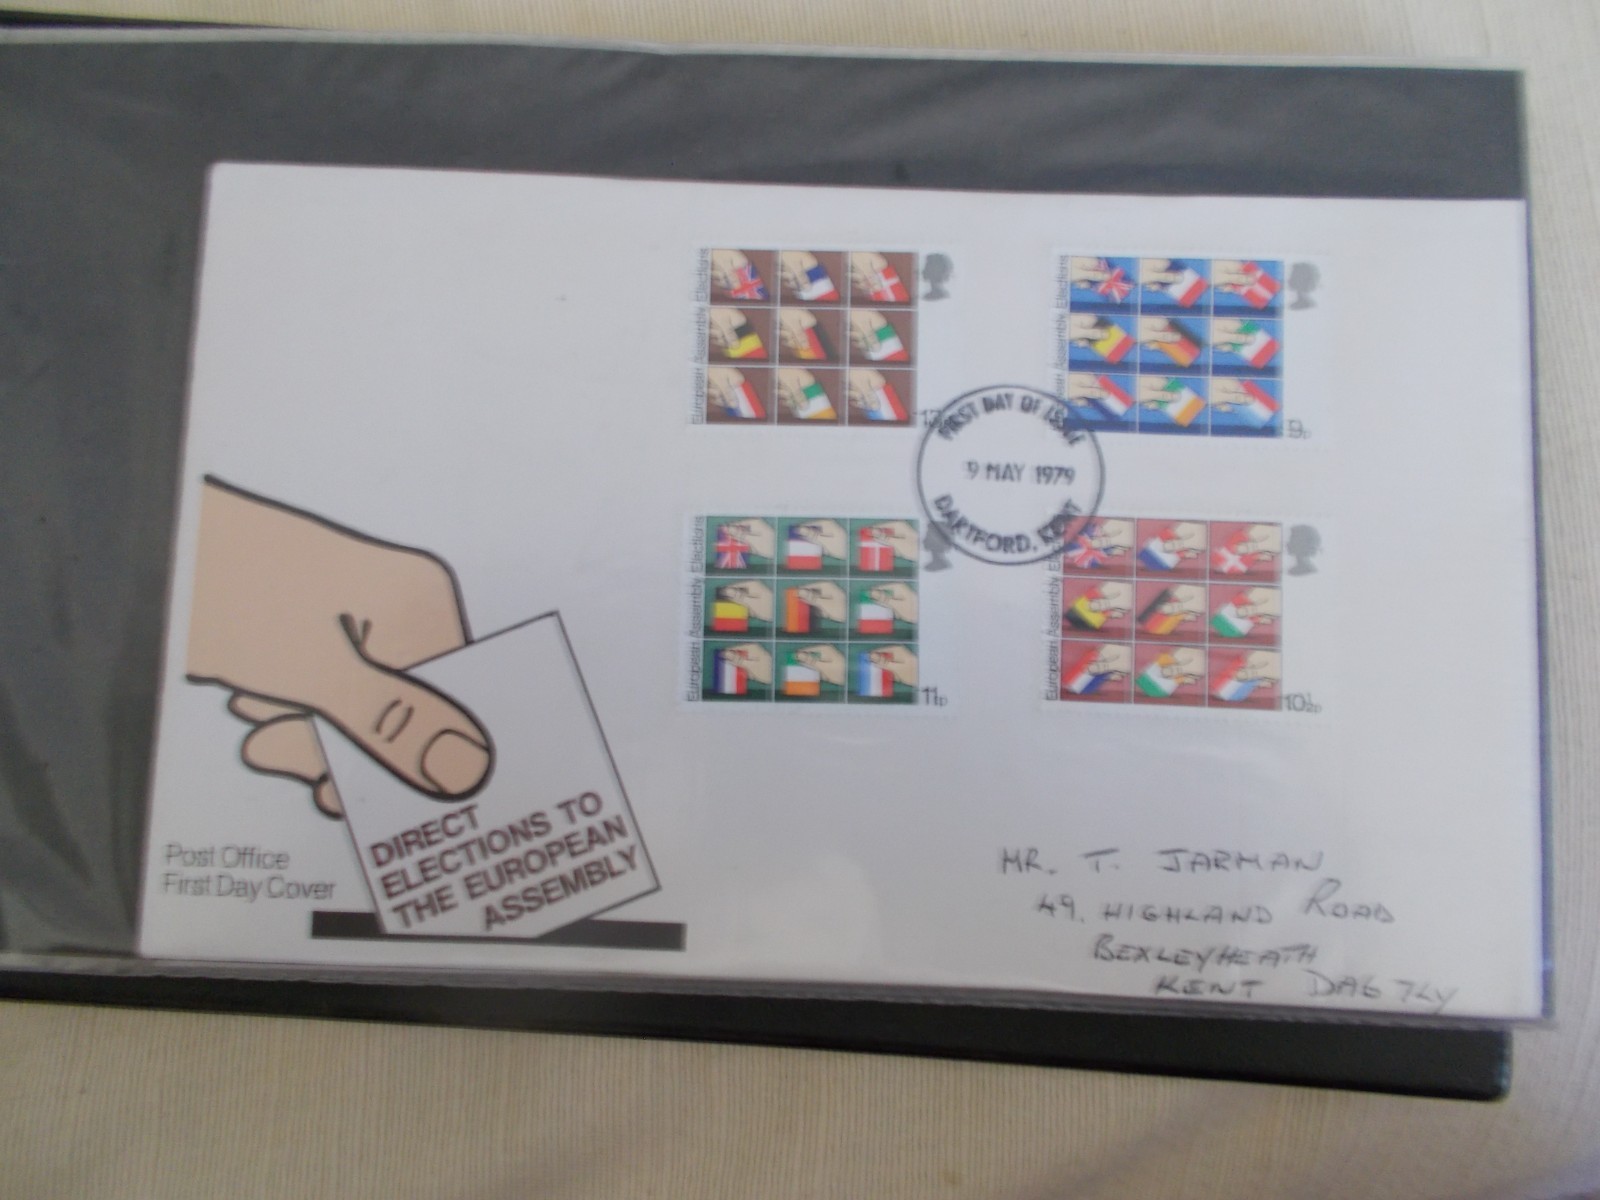 European Assembly Elections
13
European Assembly Elections
9p
FIRST DAY OF ISSUE
9 MAY 1979
DARTFORD, KENT
European Assembly Elections
11p
European Assembly
10½p
DIRECT
ELECTIONS TO
THE EUROPEAN
ASSEMBLY
Post Office
First Day Cover
MR. T. JARMAN
49. HIGHLAND ROAD
BEXLEYHEATH
KENT DA6 7LY